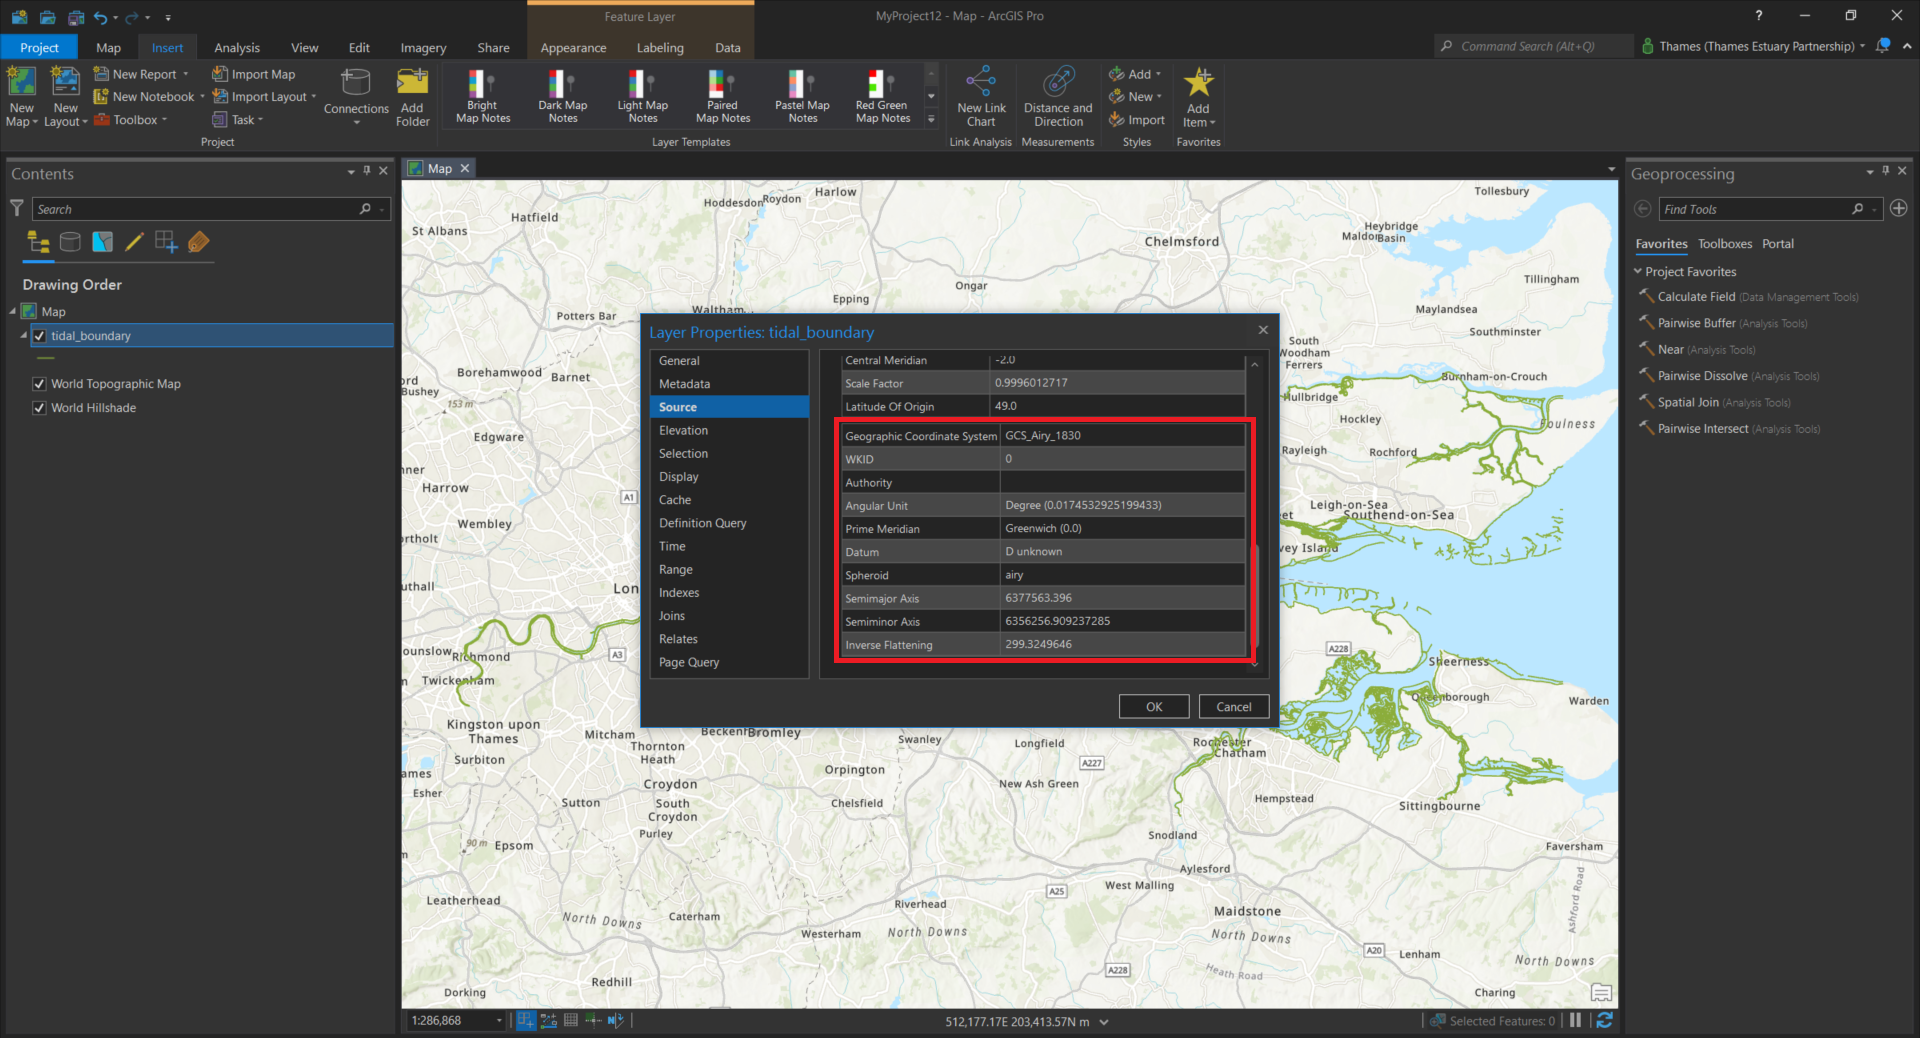 Feature Layer
MyProject12 - Map - ArcGIS Pro
?
Project
Map
Insert
Analysis
View
Edit
Imagery
Share
Appearance
Labeling
Data
Command Search (Alt+Q)
Thames (Thames Estuary Partnership)
New Map
New Layout
New Report
New Notebook
Toolbox
Import Map
Import Layout
Task
Connections
Add Folder
Project
Bright Map Notes
Dark Map Notes
Light Map Notes
Paired Map Notes
Pastel Map Notes
Red Green Map Notes
Layer Templates
New Link Chart
Link Analysis
Distance and Direction
Measurements
Add
New
Import
Styles
Add Item
Favorites
Contents
Search
Drawing Order
Map
tidal_boundary
World Topographic Map
World Hillshade
Map
Harlow
Hoddesdon
Roydon
Hatfield
St Albans
Chelmsford
Tollesbury
Heybridge Basin
Maldon
Tillingham
Ongar
Epping
Waltham
Potters Bar
Maylandsea
Southminster
Borehamwood
Barnet
ord
Bushey
153 m
Edgware
nner
Harrow
A1
Wembley
ortholt
uthall
Lon
ounslow
Richmond
A3
n
Twickenham
Kingston upon Thames
Mitcham
Surbiton
Thornton Heath
ames
Esher
Croydon
Sutton
South Croydon
Purley
90 m
Epsom
m
Leatherhead
North Downs
Caterham
Redhill
Dorking
Beckenf
Bromley
Swanley
Longfield
A227
Orpington
New Ash Green
Chelsfield
Snodland
Aylesford
West Malling
A25
Riverhead
Westerham
North Downs
Maidstone
North Downs
A20
Lenham
A228
Heath Road
Charing
North Downs
Ashford Road
Faversham
Sittingbourne
Hempstead
Rochester
Chatham
Warden
Queenborough
Sheerness
A228
South Woodham Ferrers
Burnham-on-Crouch
Hullbridge
Hockley
Foulness
Rayleigh
Rochford
Leigh-on-Sea
Southend-on-Sea
et
vey Island
Layer Properties: tidal_boundary
General
Metadata
Source
Elevation
Selection
Display
Cache
Definition Query
Time
Range
Indexes
Joins
Relates
Page Query
Central Meridian -2.0
Scale Factor 0.9996012717
Latitude Of Origin 49.0
Geographic Coordinate System GCS_Airy_1830
WKID 0
Authority
Angular Unit Degree (0.0174532925199433)
Prime Meridian Greenwich (0.0)
Datum D unknown
Spheroid airy
Semimajor Axis 6377563.396
Semiminor Axis 6356256.909237285
Inverse Flattening 299.3249646
OK
Cancel
1:286,868
512,177.17E 203,413.57N m
Selected Features: 0
Geoprocessing
Find Tools
Favorites
Toolboxes
Portal
Project Favorites
Calculate Field (Data Management Tools)
Pairwise Buffer (Analysis Tools)
Near (Analysis Tools)
Pairwise Dissolve (Analysis Tools)
Spatial Join (Analysis Tools)
Pairwise Intersect (Analysis Tools)